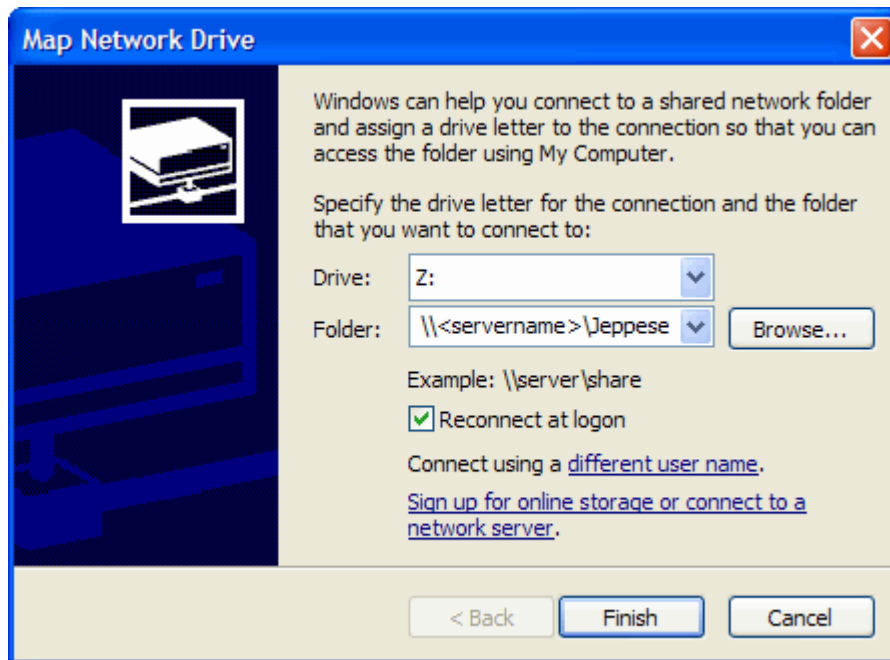 Map Network Drive
Windows can help you connect to a shared network folder
and assign a drive letter to the connection so that you can
access the folder using My Computer.
Specify the drive letter for the connection and the folder
that you want to connect to:
Drive: Z:
Folder: \\<servername>\Jeppese Browse...
Example: \\server\share
Reconnect at logon
Connect using a different user name.
Sign up for online storage or connect to a
network server.
< Back Finish Cancel